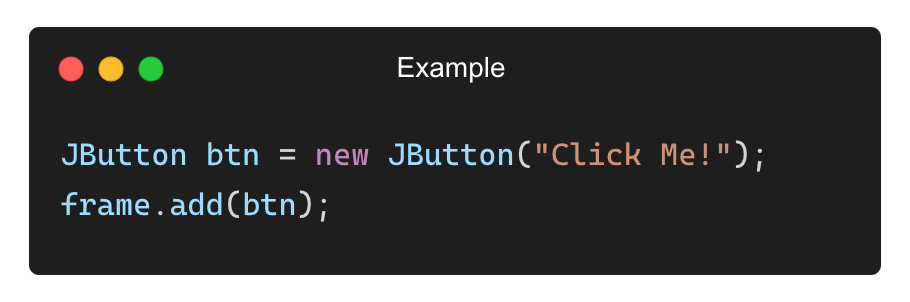 Example
JButton btn = new JButton("Click Me!");
frame.add(btn);